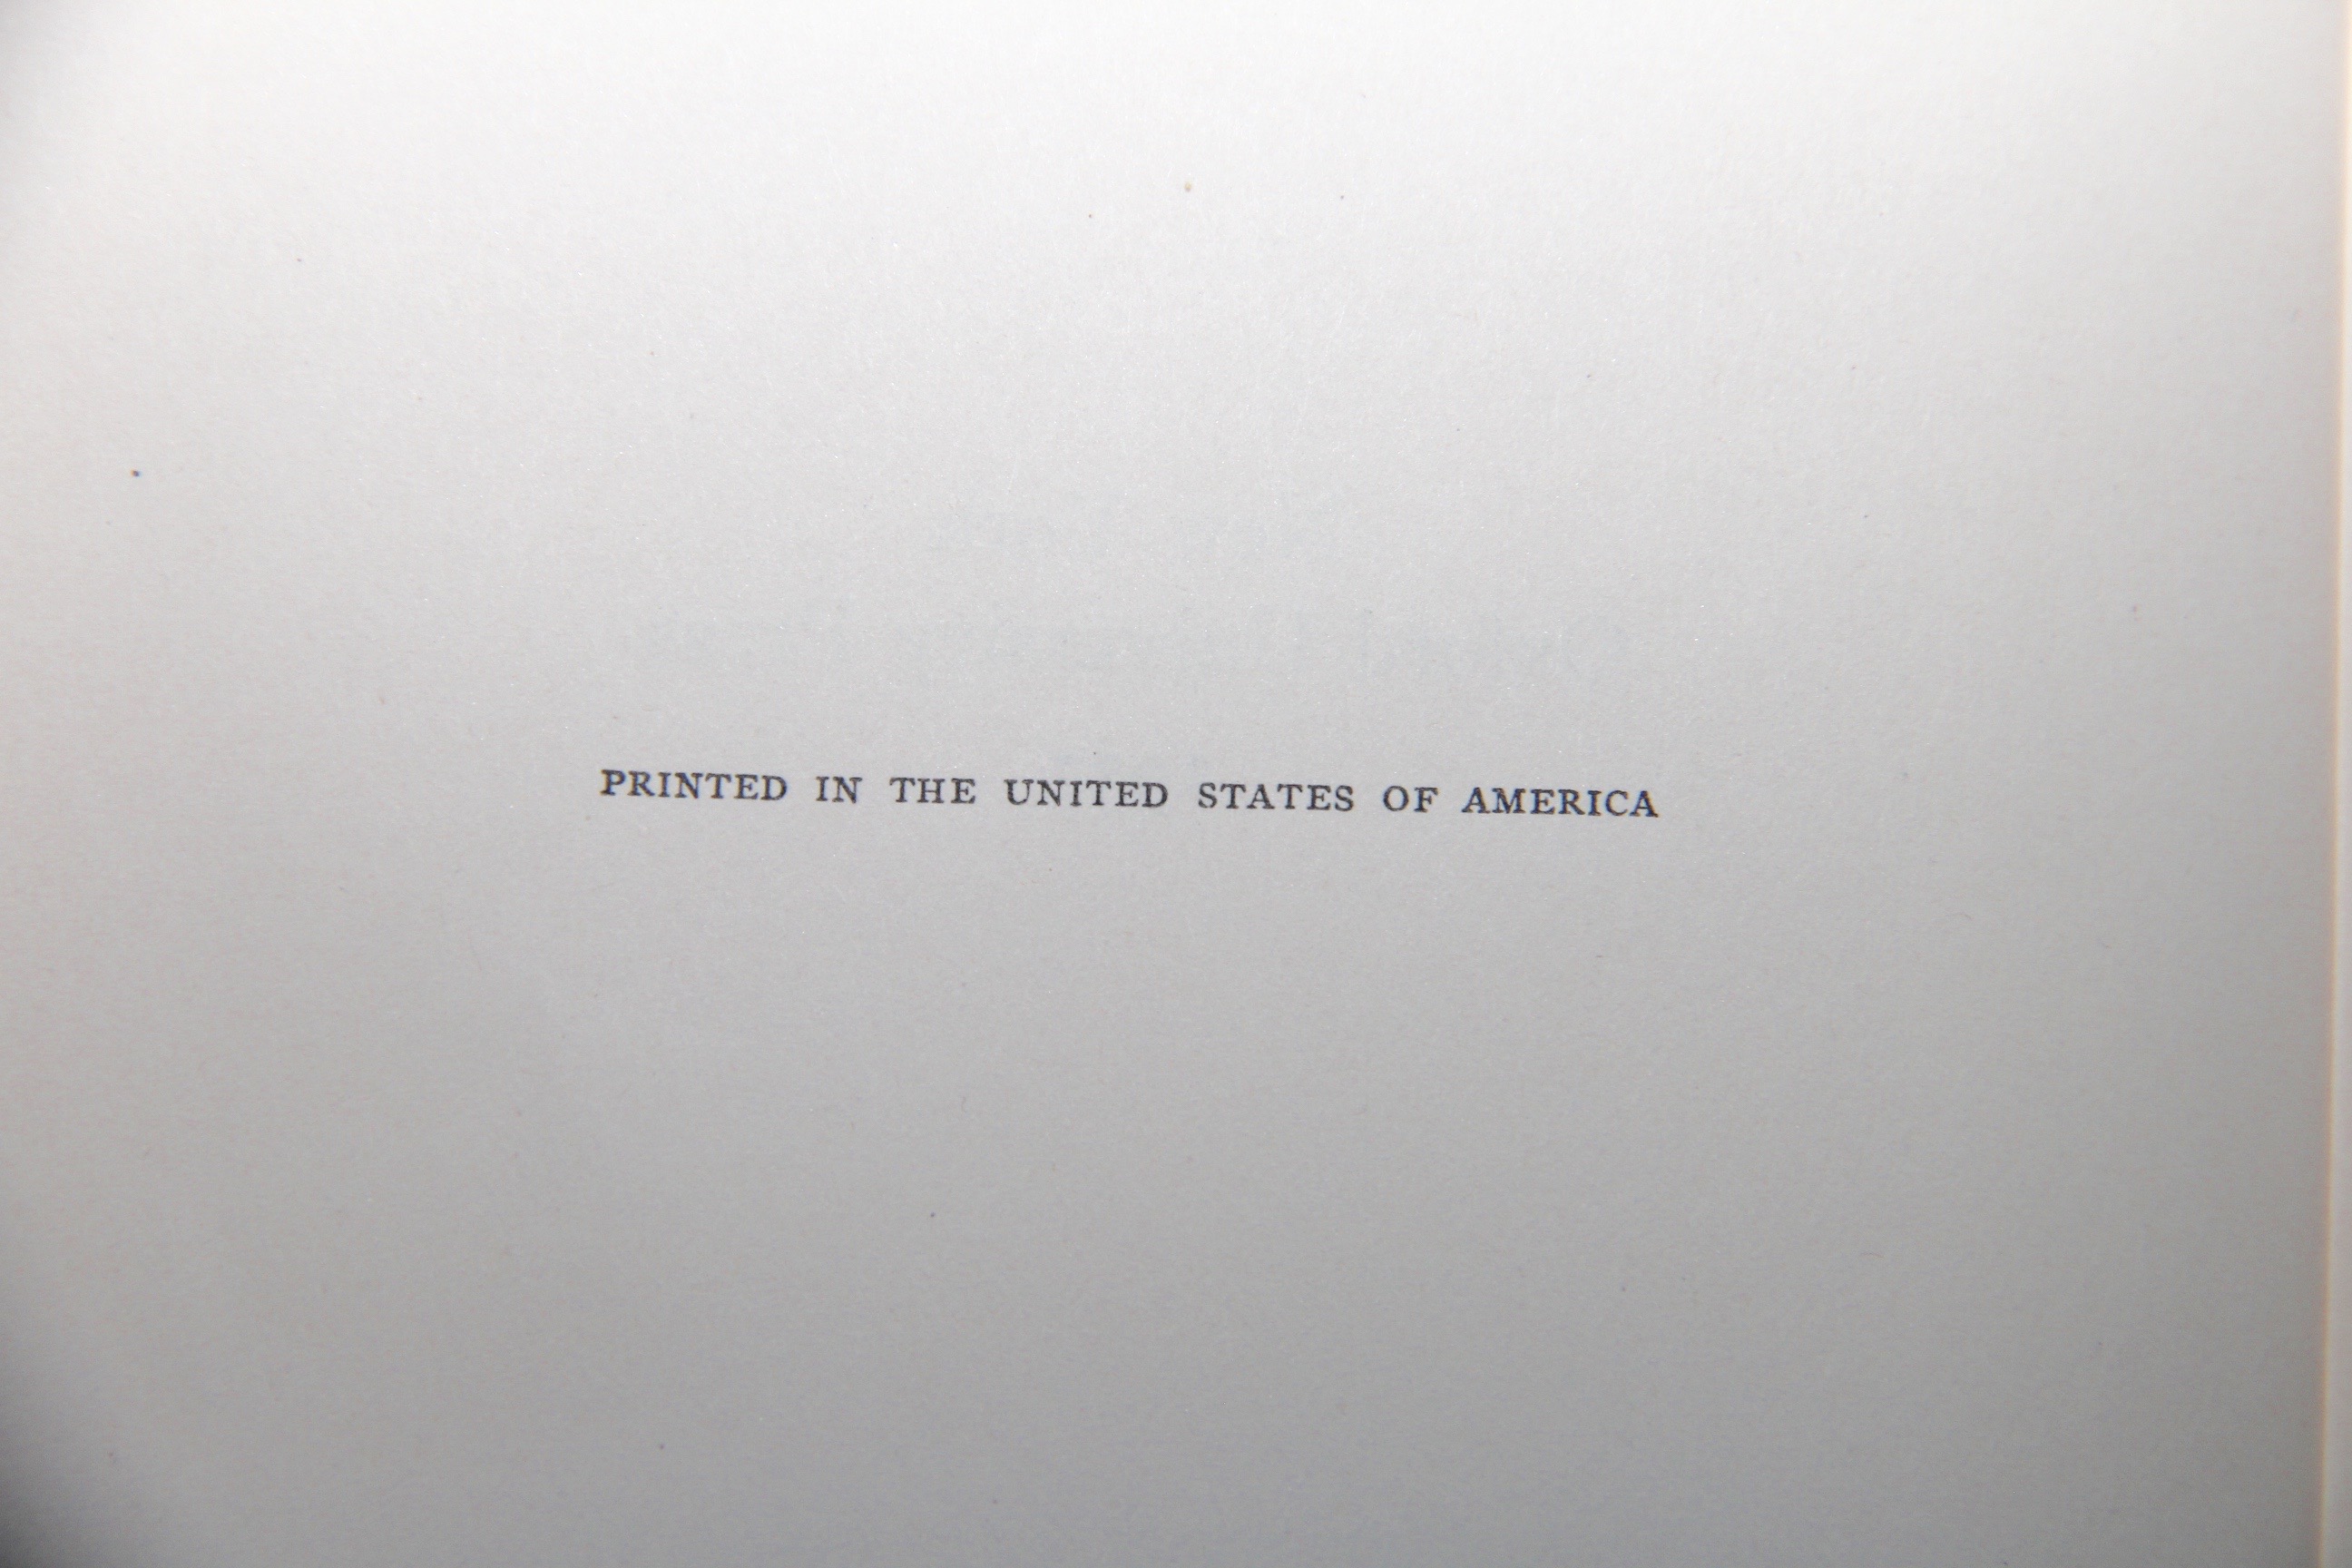 PRINTED IN THE UNITED STATES OF AMERICA